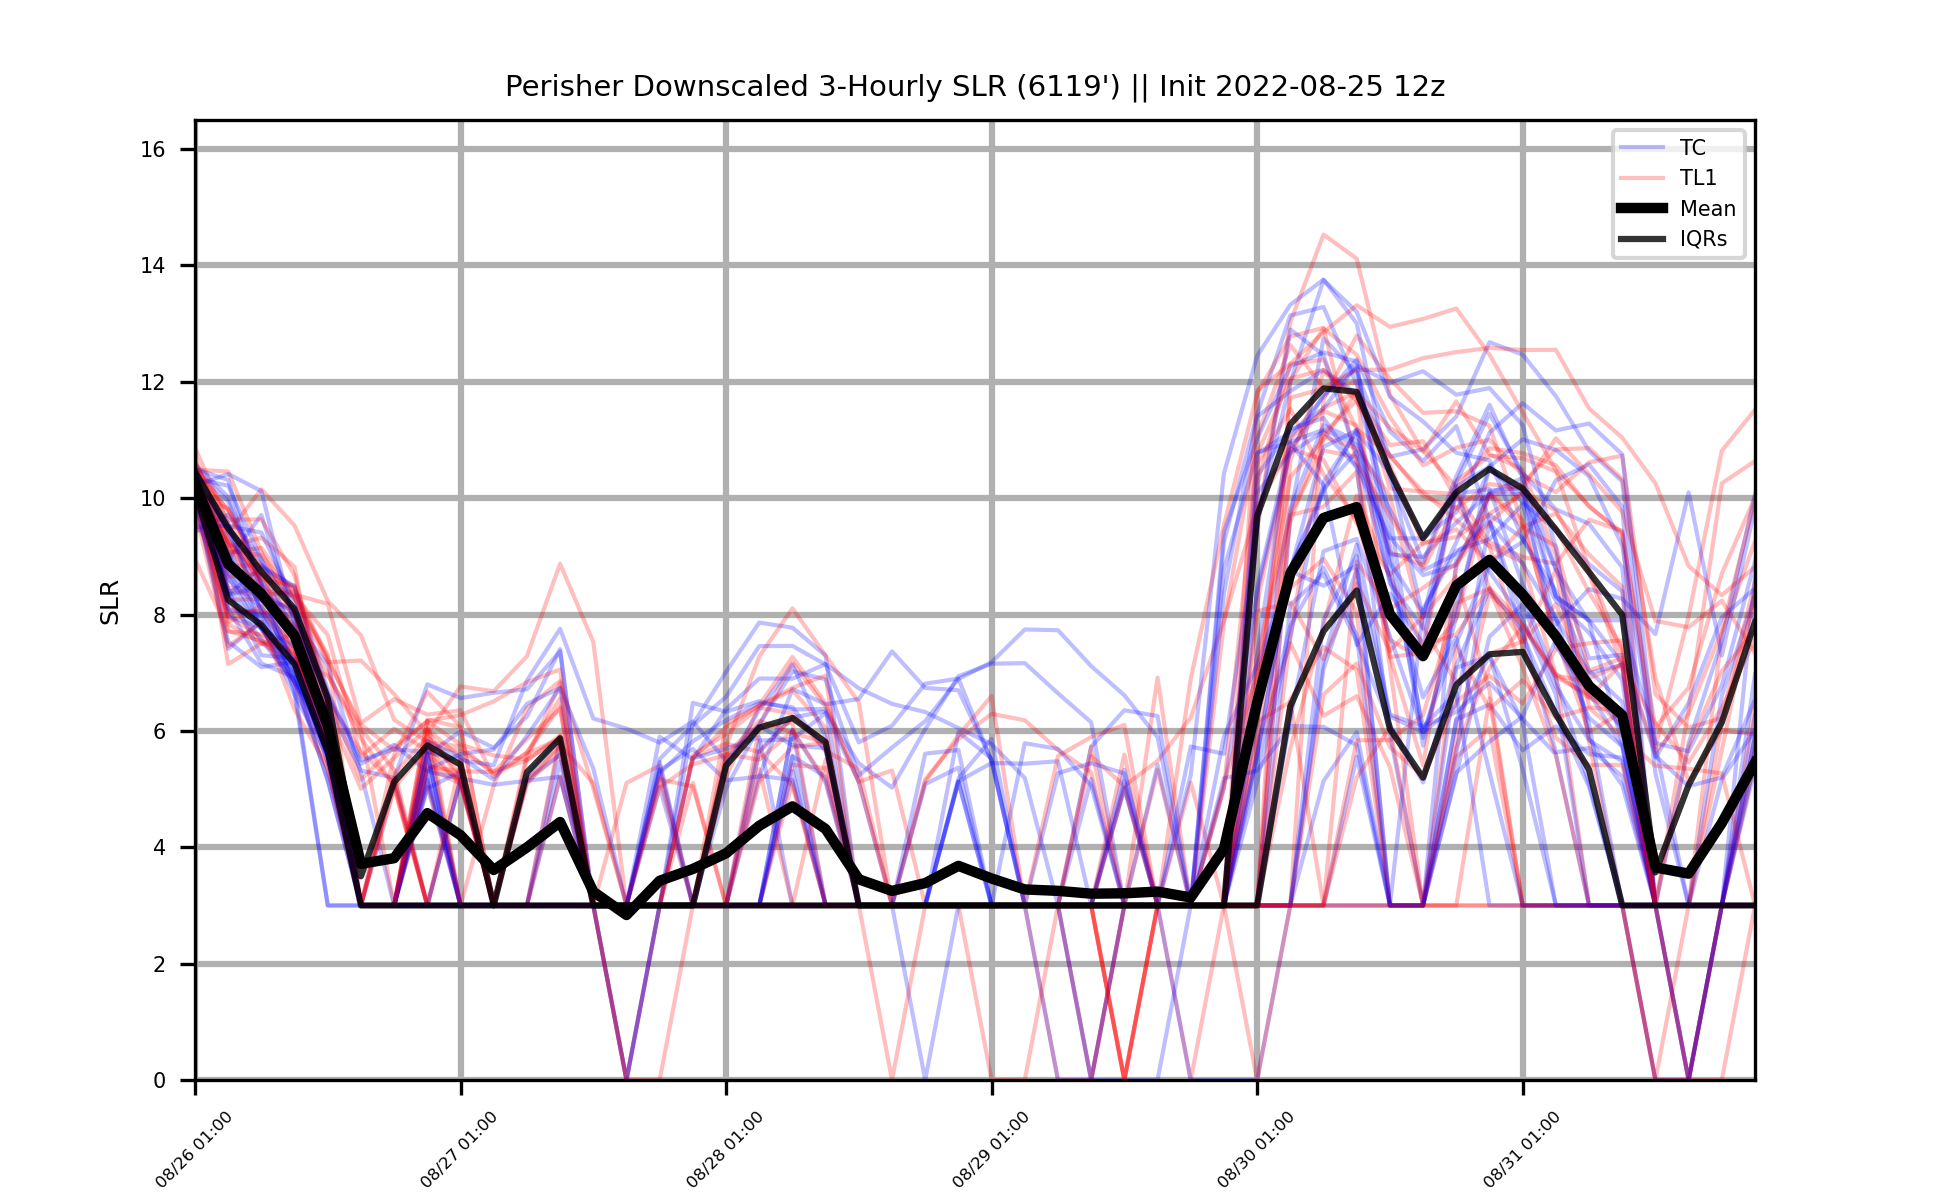 Perisher Downscaled 3-Hourly SLR (6119') || Init 2022-08-25 12z
TC
TL1
Mean
IQRs
SLR
16
14
12
10
8
6
4
2
0
08/26 01:00
08/27 01:00
08/28 01:00
08/29 01:00
08/30 01:00
08/31 01:00